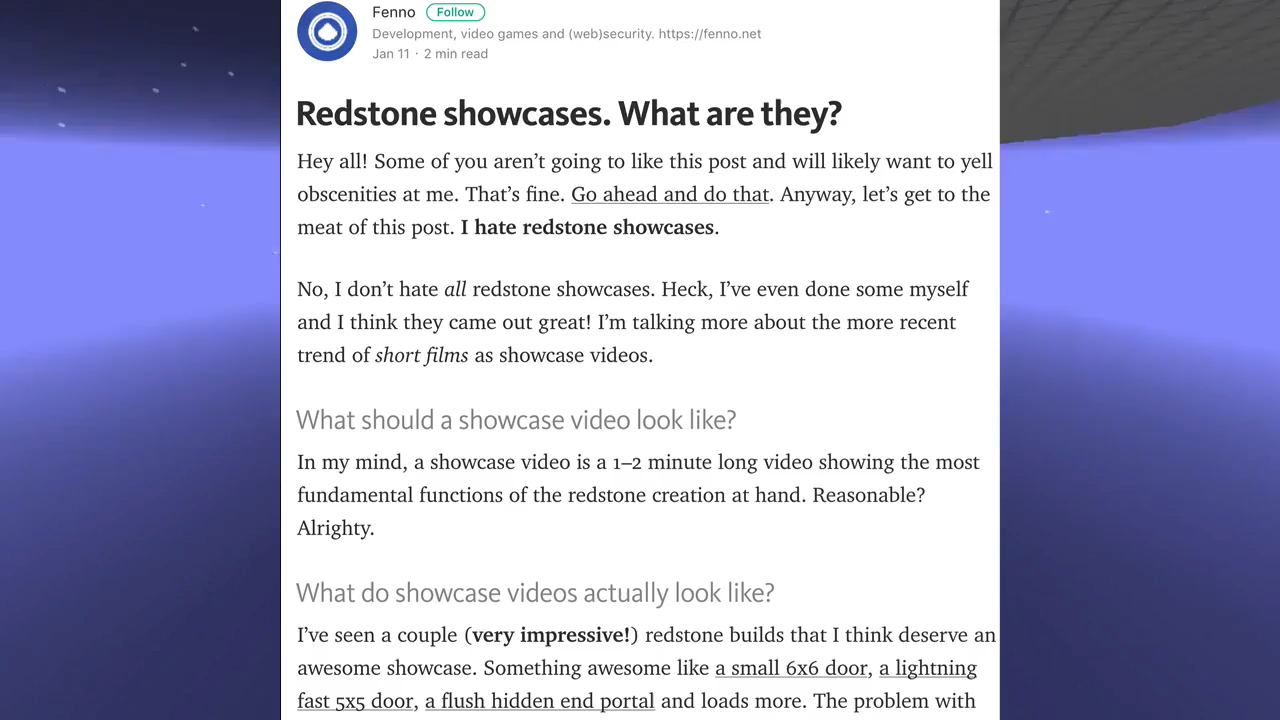 Fenno Follow
Development, video games and (web)security. https://fenno.net
Jan 11 · 2 min read
Redstone showcases. What are they?
Hey all! Some of you aren’t going to like this post and will likely want to yell
obscenities at me. That’s fine. Go ahead and do that. Anyway, let’s get to the
meat of this post. I hate redstone showcases.
No, I don’t hate all redstone showcases. Heck, I’ve even done some myself
and I think they came out great! I’m talking more about the more recent
trend of short films as showcase videos.
What should a showcase video look like?
In my mind, a showcase video is a 1–2 minute long video showing the most
fundamental functions of the redstone creation at hand. Reasonable?
Alrighty.
What do showcase videos actually look like?
I’ve seen a couple (very impressive!) redstone builds that I think deserve an
awesome showcase. Something awesome like a small 6x6 door, a lightning
fast 5x5 door, a flush hidden end portal and loads more. The problem with